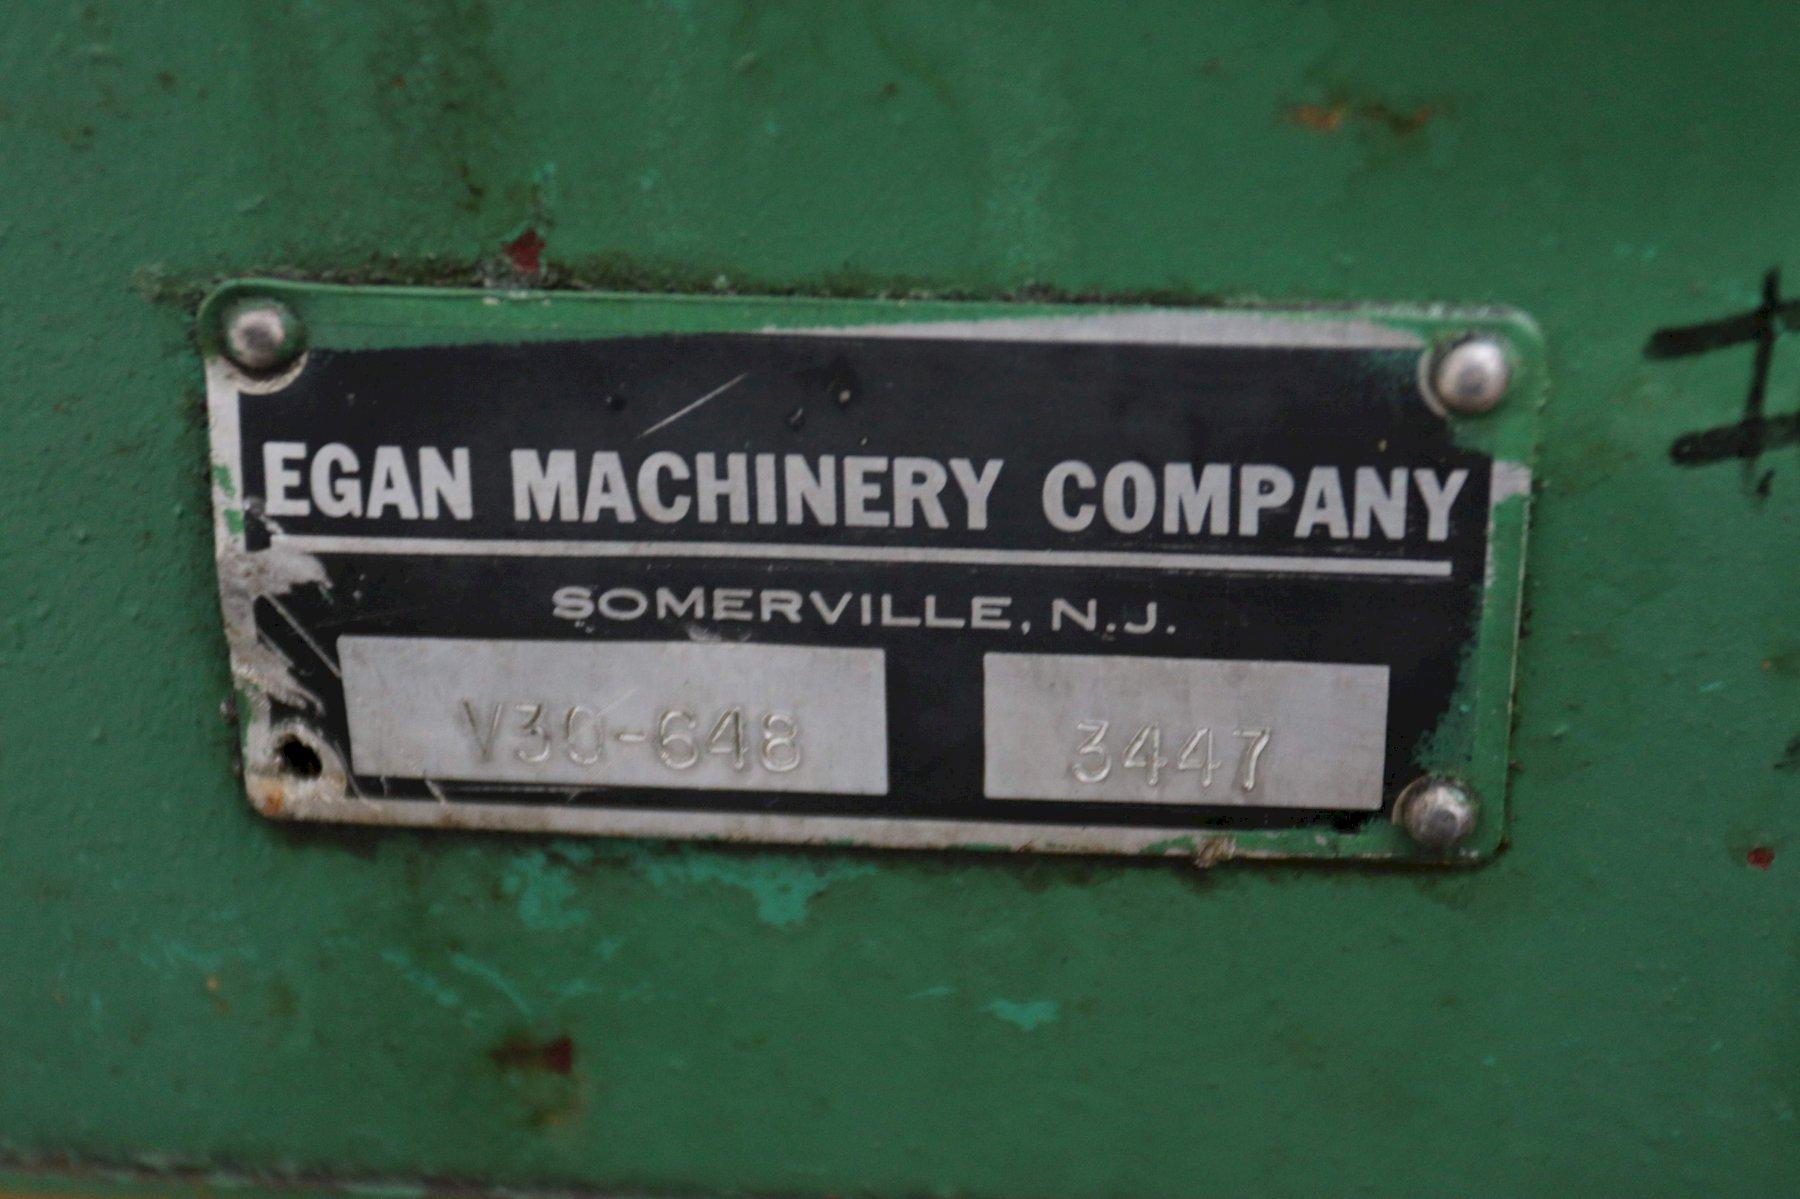 EGAN MACHINERY COMPANY
SOMERVILLE, N.J.
V30-648 3447
#